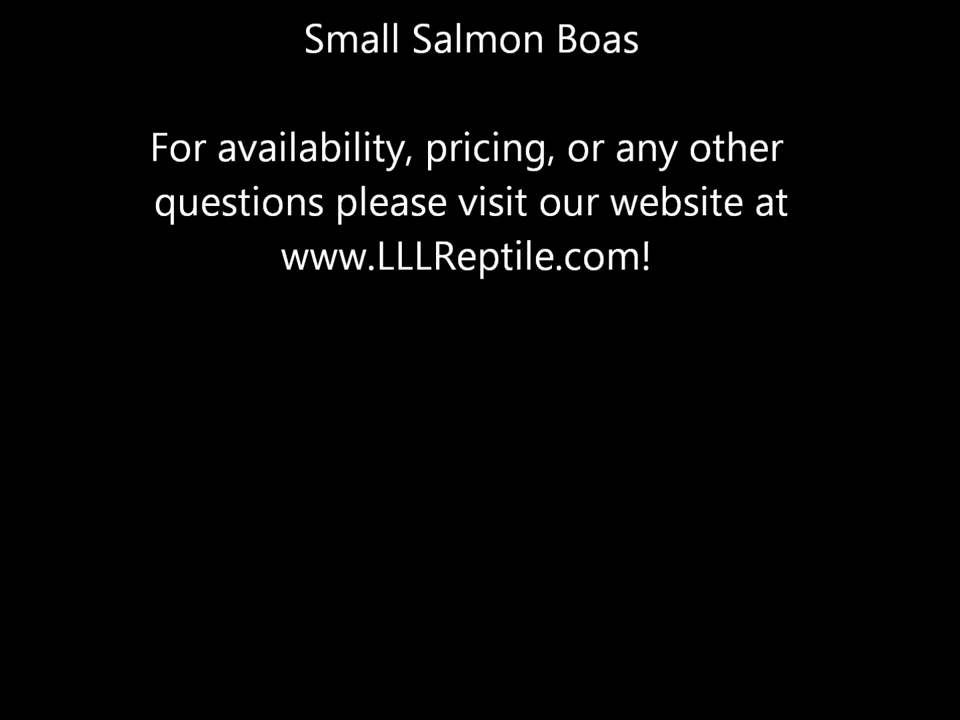 Small Salmon Boas
For availability, pricing, or any other
questions please visit our website at
www.LLLReptile.com!